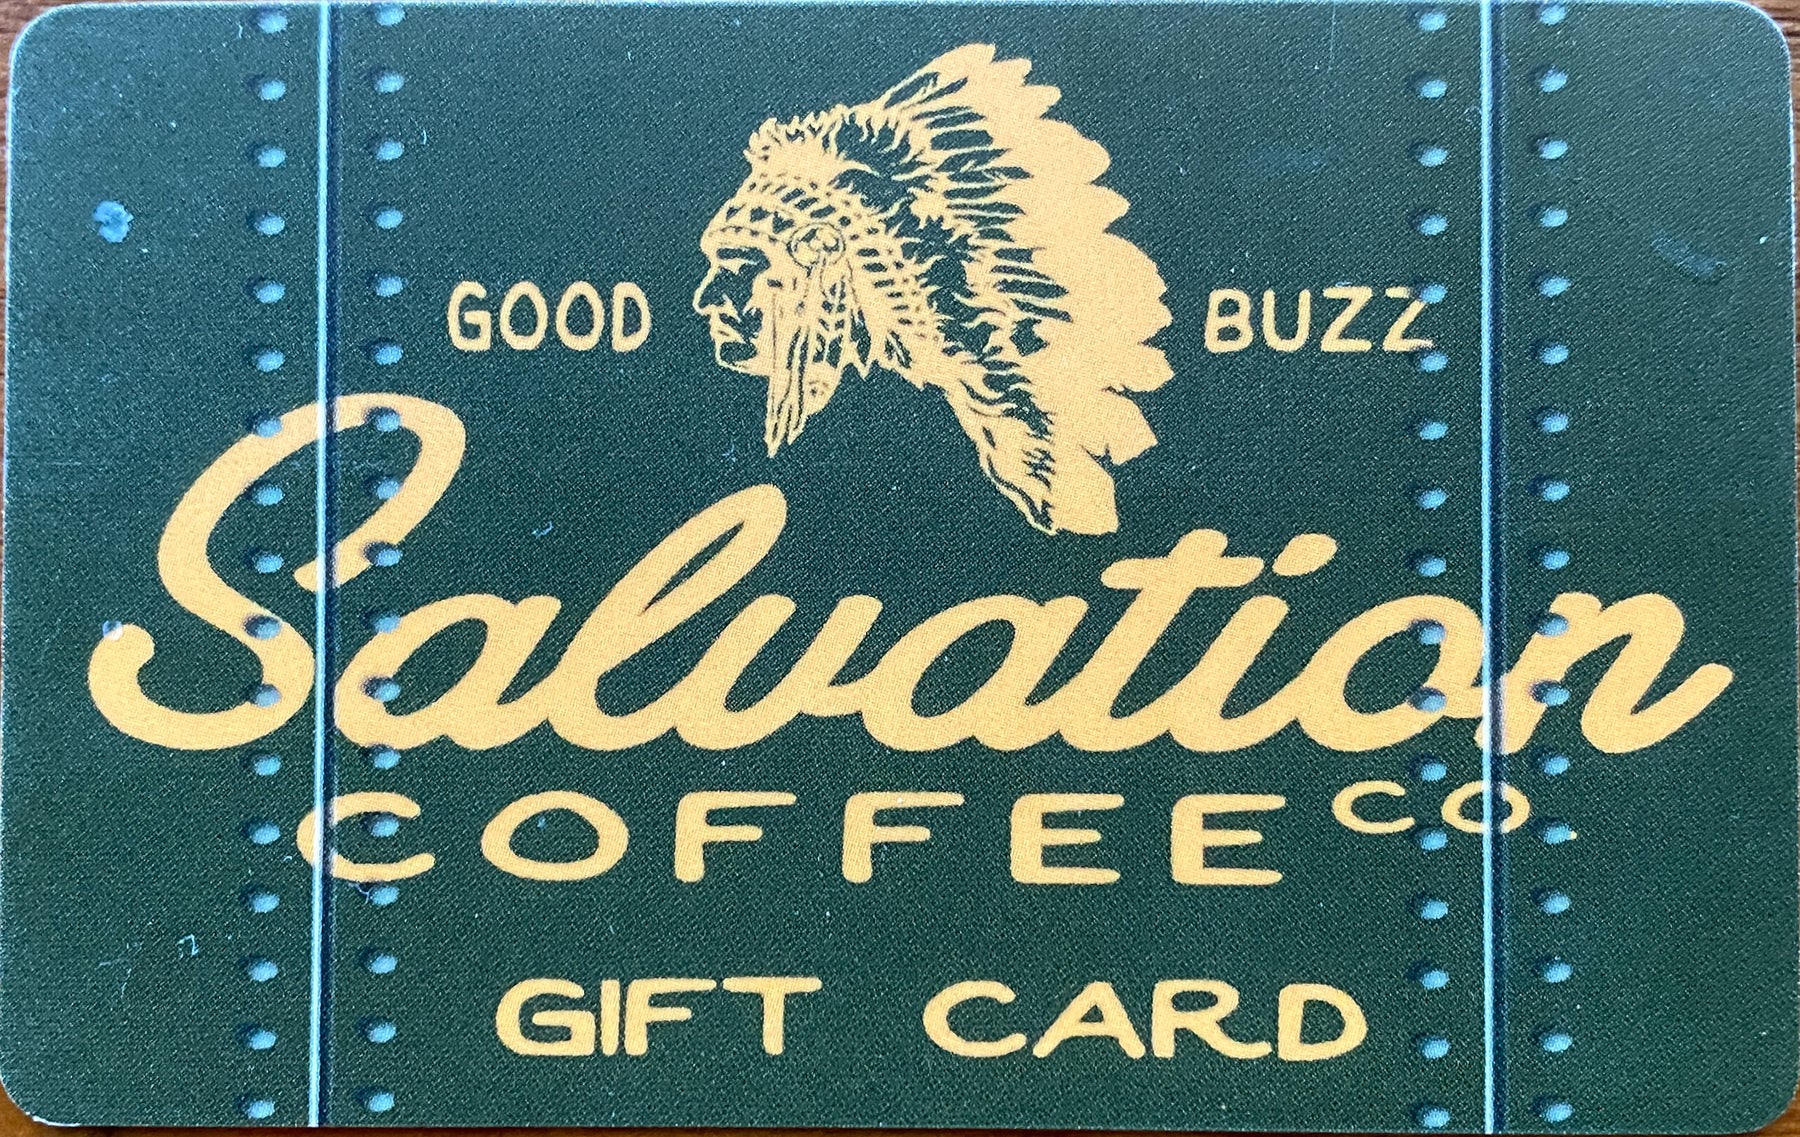 GOOD BUZZ
Salvation
COFFEE CO
GIFT CARD